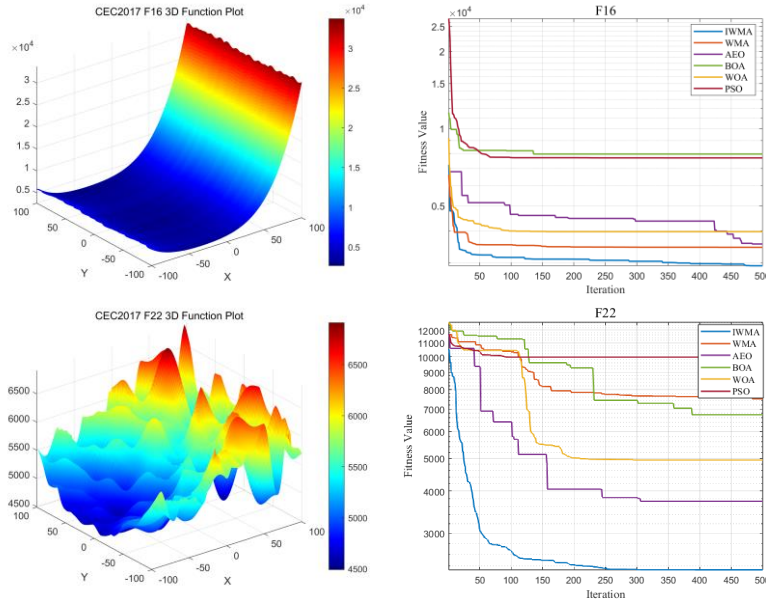 CEC2017 F16 3D Function Plot
×10⁴
3
2.5
2
1.5
1
0.5
100
50
0
-50
-100
Y
-100
-50
0
50
100
X
×10⁴
3
2.5
2
1.5
1
0.5
F16
×10⁴
2.5
2
1.5
1
0.5
Fitness Value
50 100 150 200 250 300 350 400 450 500
Iteration
IWMA
WMA
AEO
BOA
WOA
PSO
CEC2017 F22 3D Function Plot
6500
6000
5500
5000
4500
100
50
0
-50
-100
Y
-100
-50
0
50
100
X
6500
6000
5500
5000
4500
F22
12000
11000
10000
9000
8000
7000
6000
5000
4000
3000
Fitness Value
50 100 150 200 250 300 350 400 450 500
Iteration
IWMA
WMA
AEO
BOA
WOA
PSO